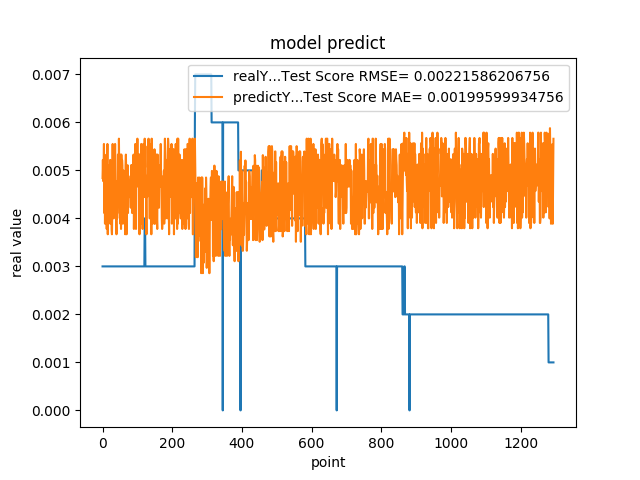 model predict
realY...Test Score RMSE= 0.00221586206756
predictY...Test Score MAE= 0.00199599934756
real value
0.007
0.006
0.005
0.004
0.003
0.002
0.001
0.000
0 200 400 600 800 1000 1200
point